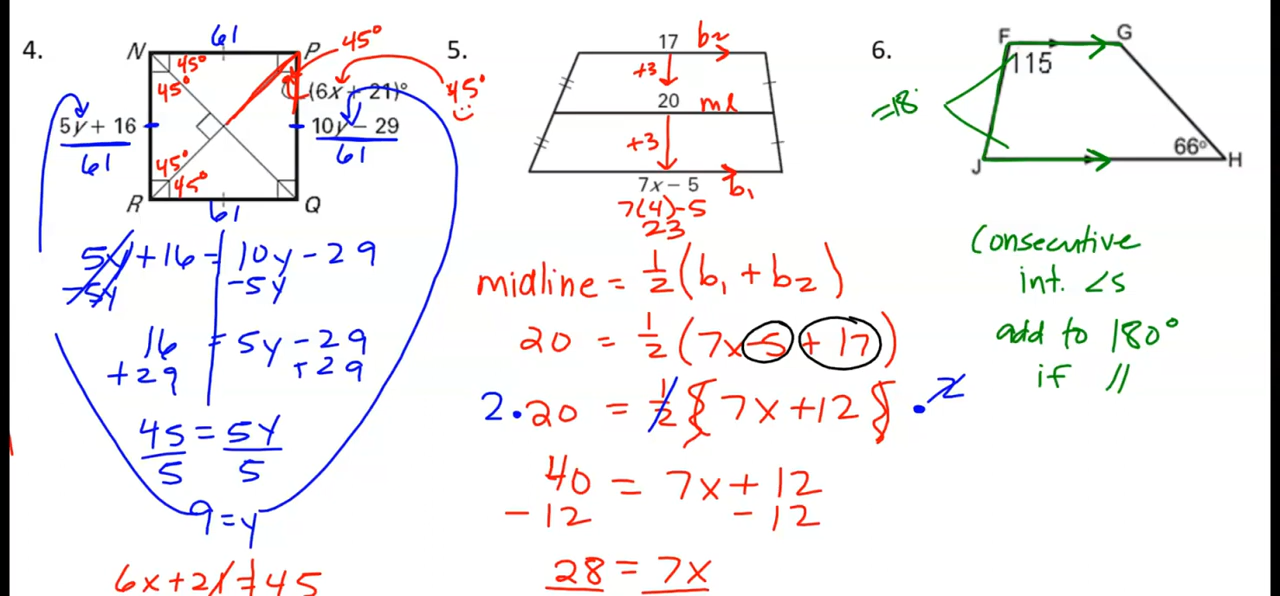 4.
N
61
P
45°
45°
45°
(6x + 21)°
45°
5y + 16
61
10y - 29
61
45°
45°
R
61
Q
5y + 16 = 10y - 29
-5y
-5y
16 = 5y - 29
+29
+29
45 = 5y
5
5
9 = y
6x + 21 = 45
5.
17
b2
+3
20
ml
+3
7x - 5
b1
7(4)-5
23
midline = 1/2 (b1 + b2)
20 = 1/2 (7x - 5 + 17)
2 · 20 = 1/2 {7x + 12} · 2
40 = 7x + 12
- 12
- 12
28 = 7x
6.
F
G
115
=18
66°
J
H
Consecutive
int. ∠s
add to 180°
if //